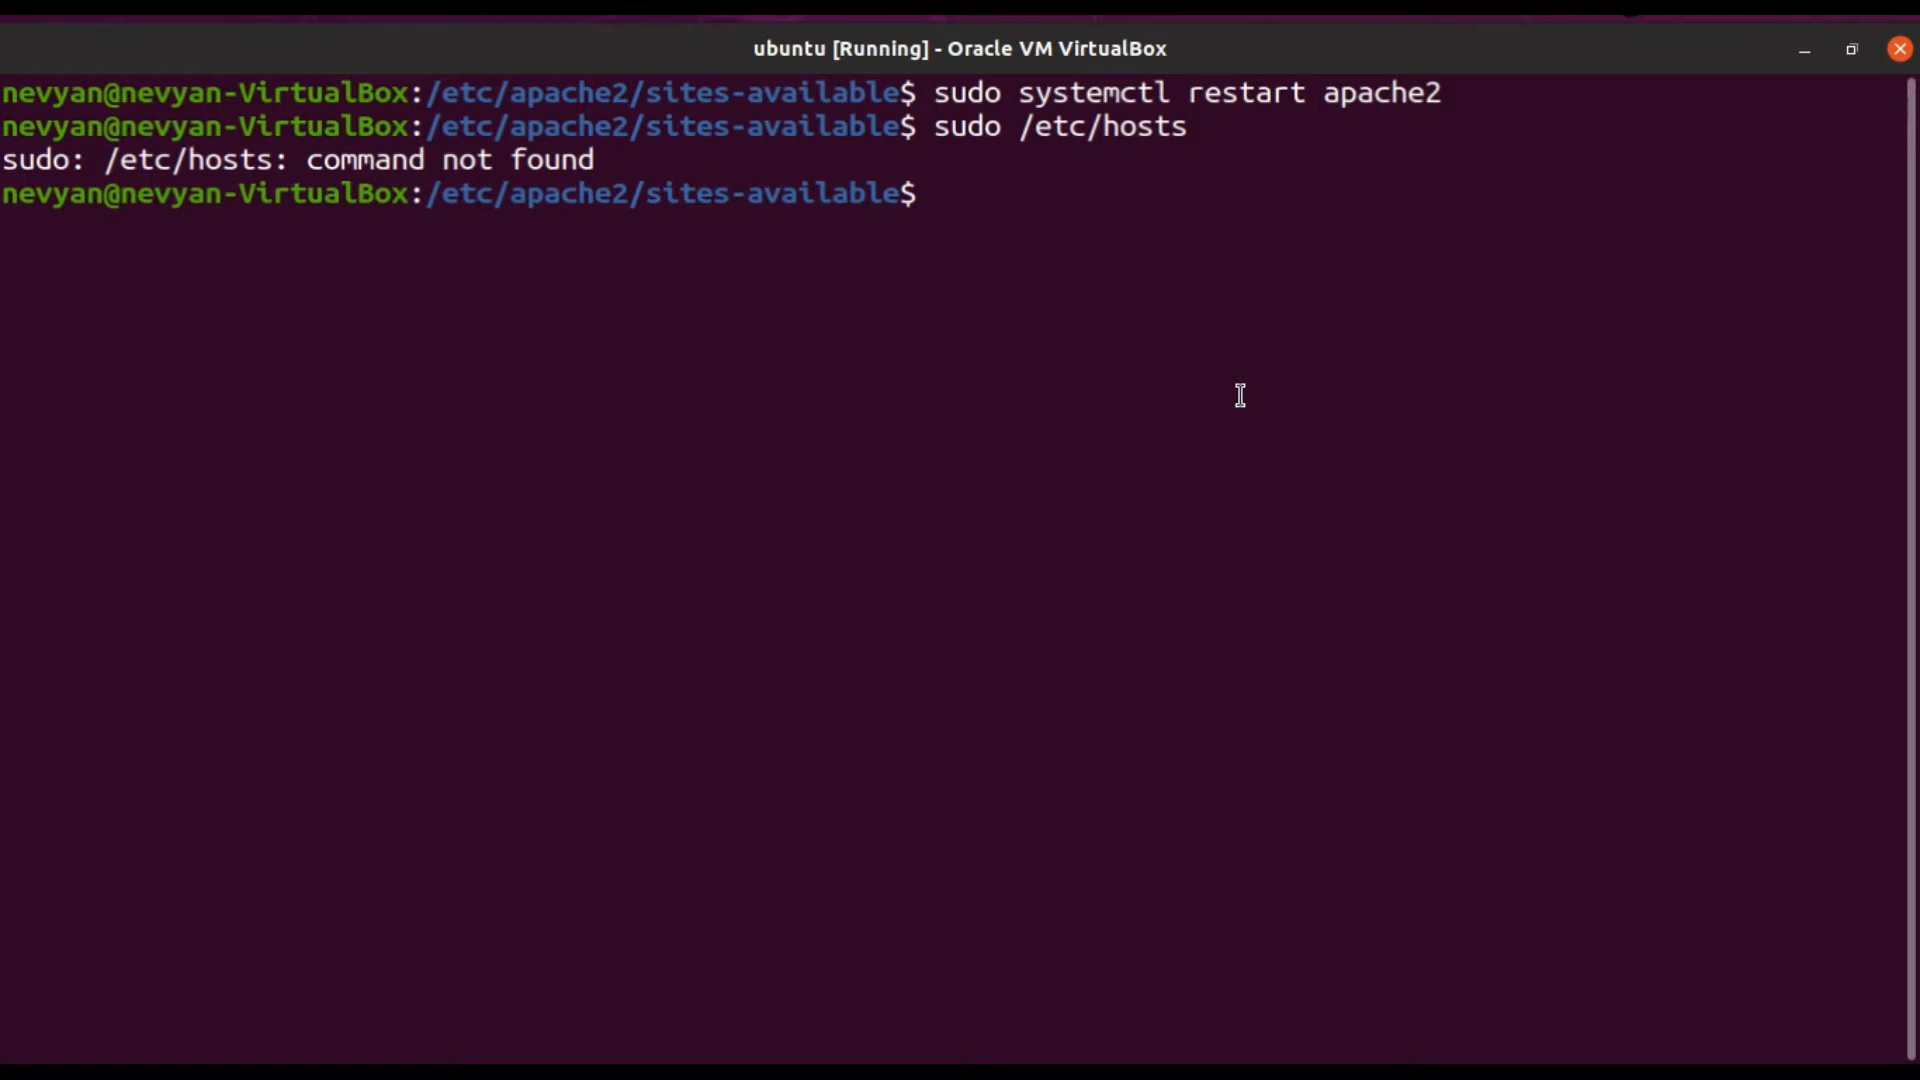 ubuntu [Running] - Oracle VM VirtualBox
nevyan@nevyan-VirtualBox:/etc/apache2/sites-available$ sudo systemctl restart apache2
nevyan@nevyan-VirtualBox:/etc/apache2/sites-available$ sudo /etc/hosts
sudo: /etc/hosts: command not found
nevyan@nevyan-VirtualBox:/etc/apache2/sites-available$